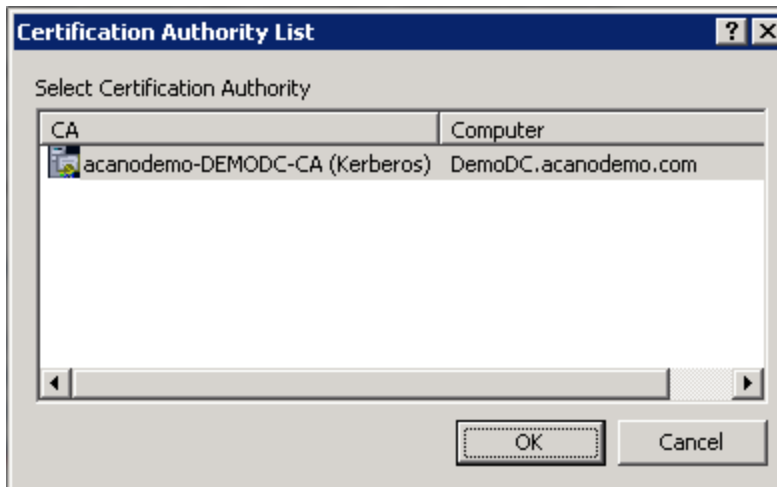 Certification Authority List
Select Certification Authority
CA Computer
acanodemo-DEMODC-CA (Kerberos) DemoDC.acanodemo.com
OK Cancel